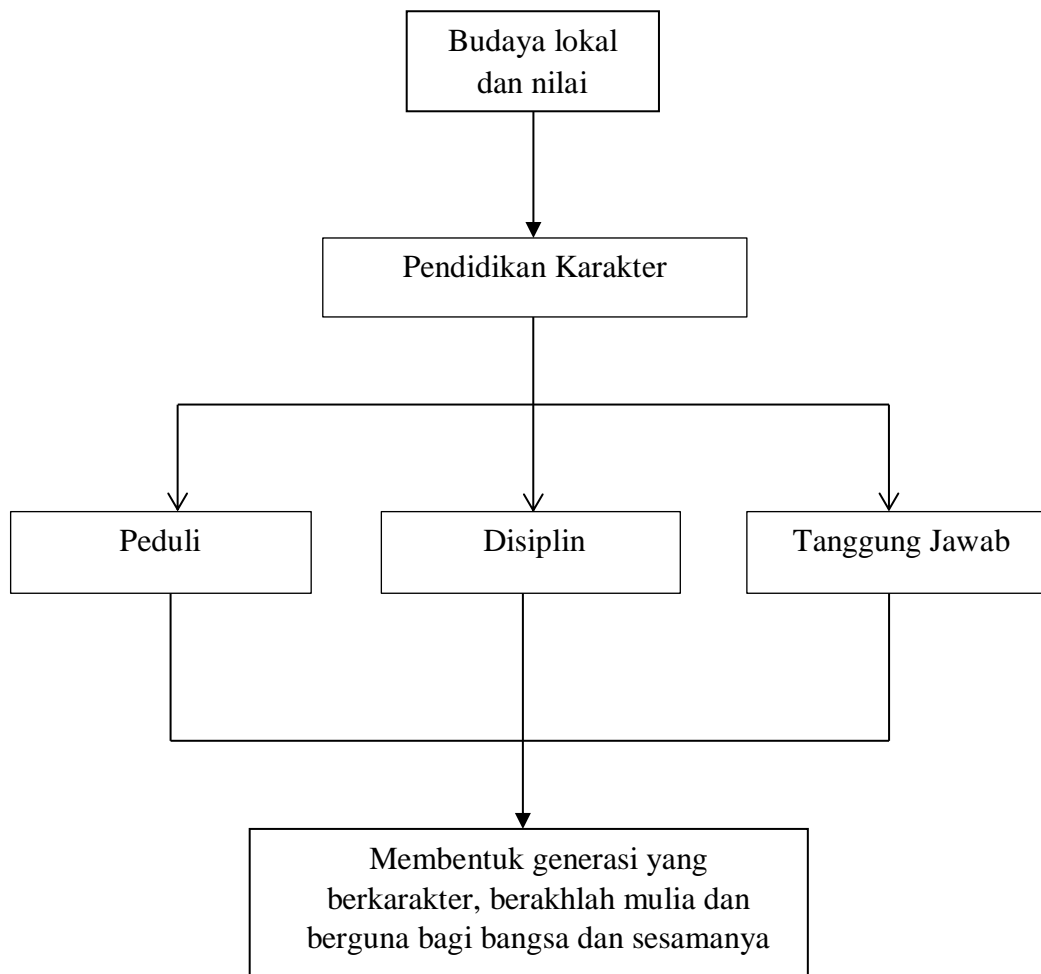 Budaya lokal
dan nilai
Pendidikan Karakter
Peduli
Disiplin
Tanggung Jawab
Membentuk generasi yang
berkarakter, berakhlah mulia dan
berguna bagi bangsa dan sesamanya